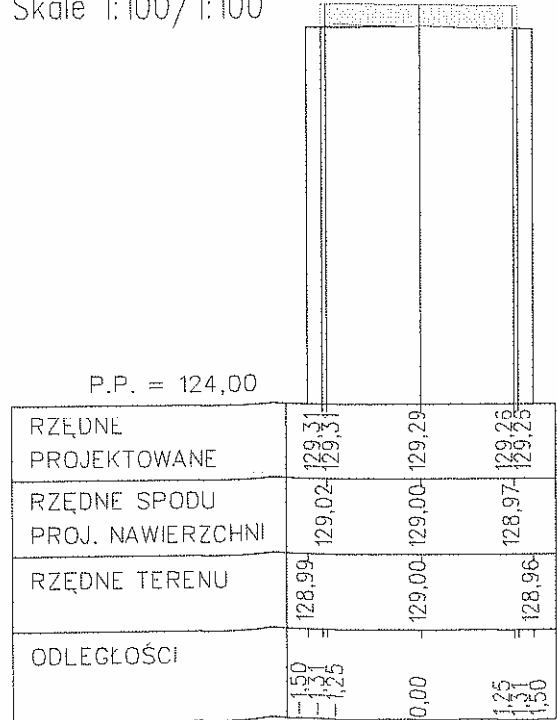 Skale 1:100/ 1:100
P.P. = 124,00
RZĘDNE
PROJEKTOWANE
129,31
129,31
129,29
129,26
129,25
RZĘDNE SPODU
PROJ. NAWIERZCHNI
129,02
129,00
128,97
RZĘDNE TERENU
128,99
129,00
128,96
ODLEGŁOŚCI
-1,50
-1,31
-1,25
0,00
1,25
1,31
1,50